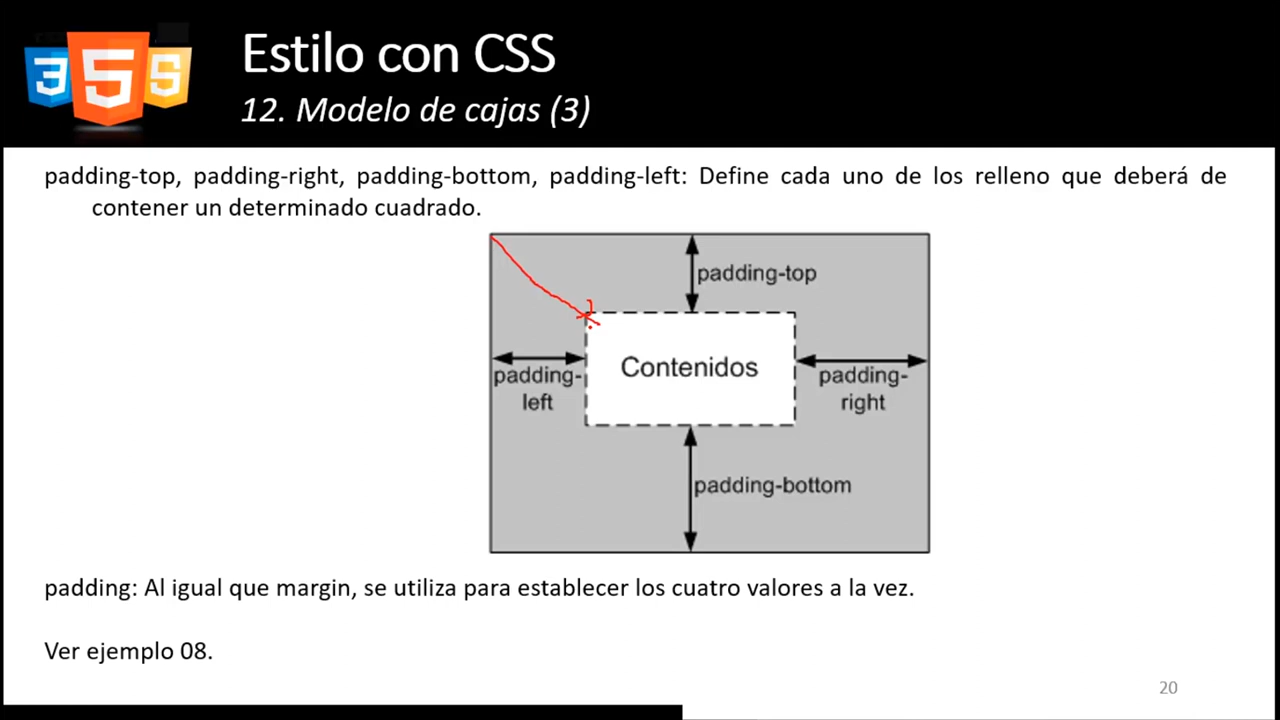 3 5 S
Estilo con CSS
12. Modelo de cajas (3)
padding-top, padding-right, padding-bottom, padding-left: Define cada uno de los relleno que deberá de
contener un determinado cuadrado.
padding-top
Contenidos
padding-
left
padding-
right
padding-bottom
padding: Al igual que margin, se utiliza para establecer los cuatro valores a la vez.
Ver ejemplo 08.
20